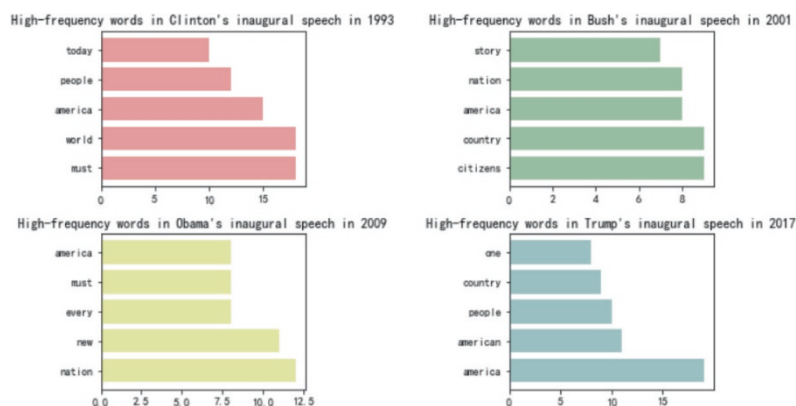 High-frequency words in Clinton's inaugural speech in 1993
today
people
america
world
must
0 5 10 15
High-frequency words in Bush's inaugural speech in 2001
story
nation
america
country
citizens
0 2 4 6 8
High-frequency words in Obama's inaugural speech in 2009
america
must
every
new
nation
0.0 2.5 5.0 7.5 10.0 12.5
High-frequency words in Trump's inaugural speech in 2017
one
country
people
american
america
0 5 10 15